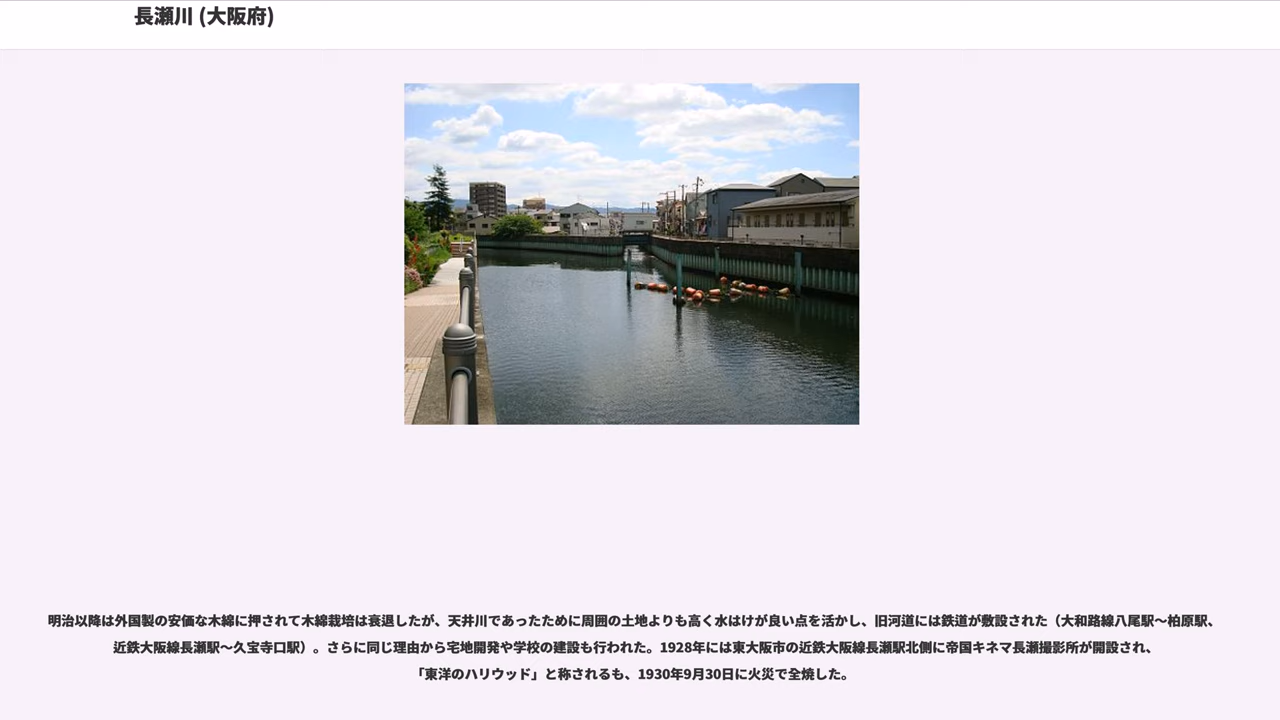 長瀬川 (大阪府)
明治以降は外国製の安価な木綿に押されて木綿栽培は衰退したが、天井川であったために周囲の土地よりも高く水はけが良い点を活かし、旧河道には鉄道が敷設された（大和路線八尾駅〜柏原駅、
近鉄大阪線長瀬駅〜久宝寺口駅）。さらに同じ理由から宅地開発や学校の建設も行われた。1928年には東大阪市の近鉄大阪線長瀬駅北側に帝国キネマ長瀬撮影所が開設され、
「東洋のハリウッド」と称されるも、1930年9月30日に火災で全焼した。